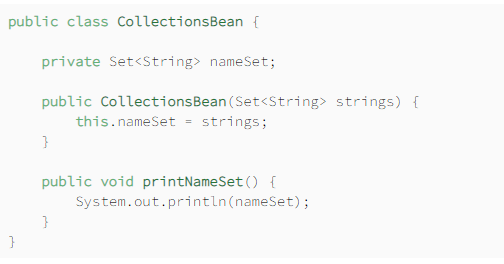 public class CollectionsBean {
private Set<String> nameSet;
public CollectionsBean(Set<String> strings) {
this.nameSet = strings;
}
public void printNameSet() {
System.out.println(nameSet);
}
}